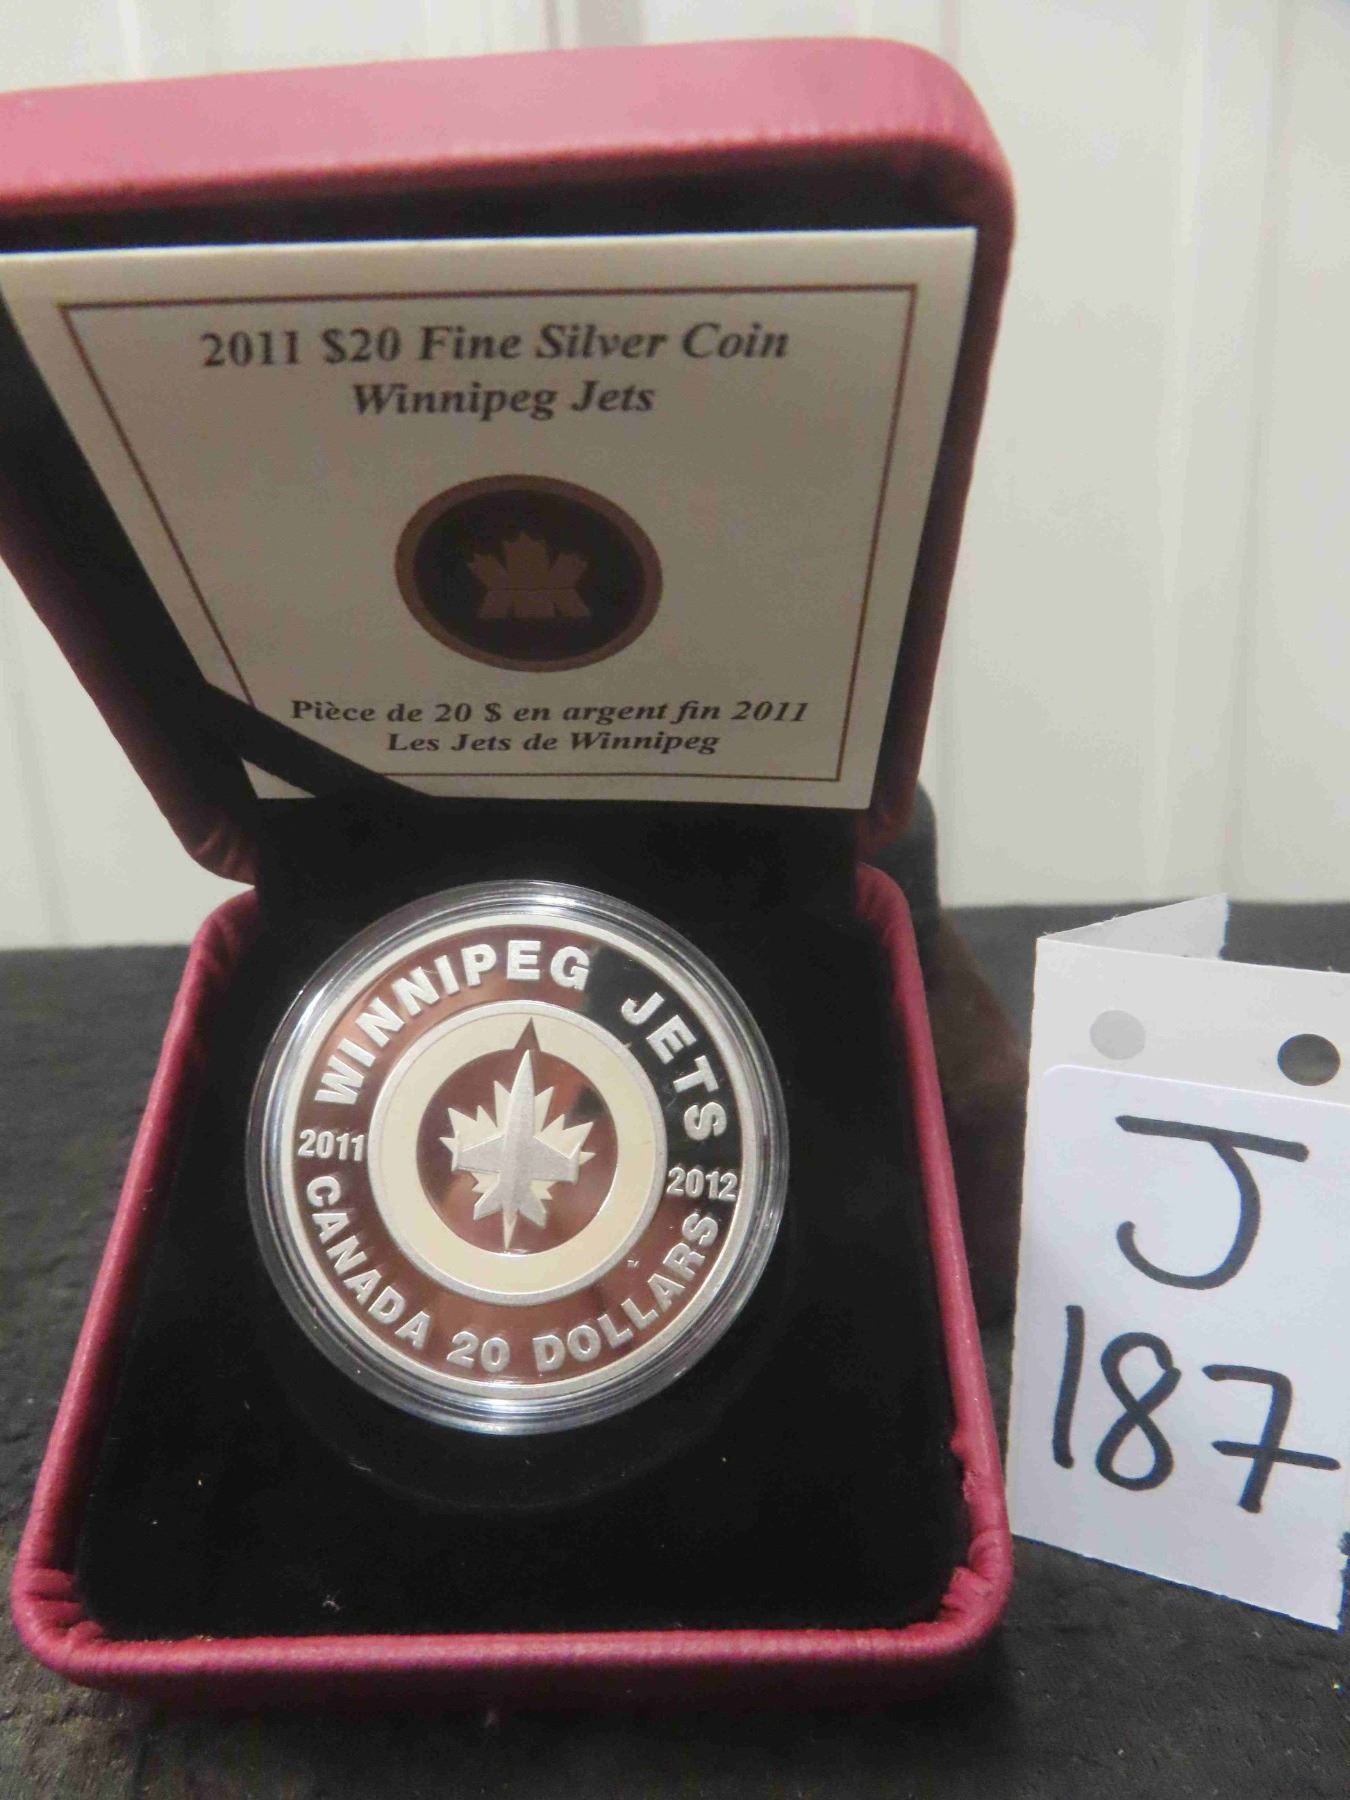 2011 $20 Fine Silver Coin
Winnipeg Jets
Pièce de 20 $ en argent fin 2011
Les Jets de Winnipeg
WINNIPEG JETS
2011
2012
CANADA 20 DOLLARS
J
187